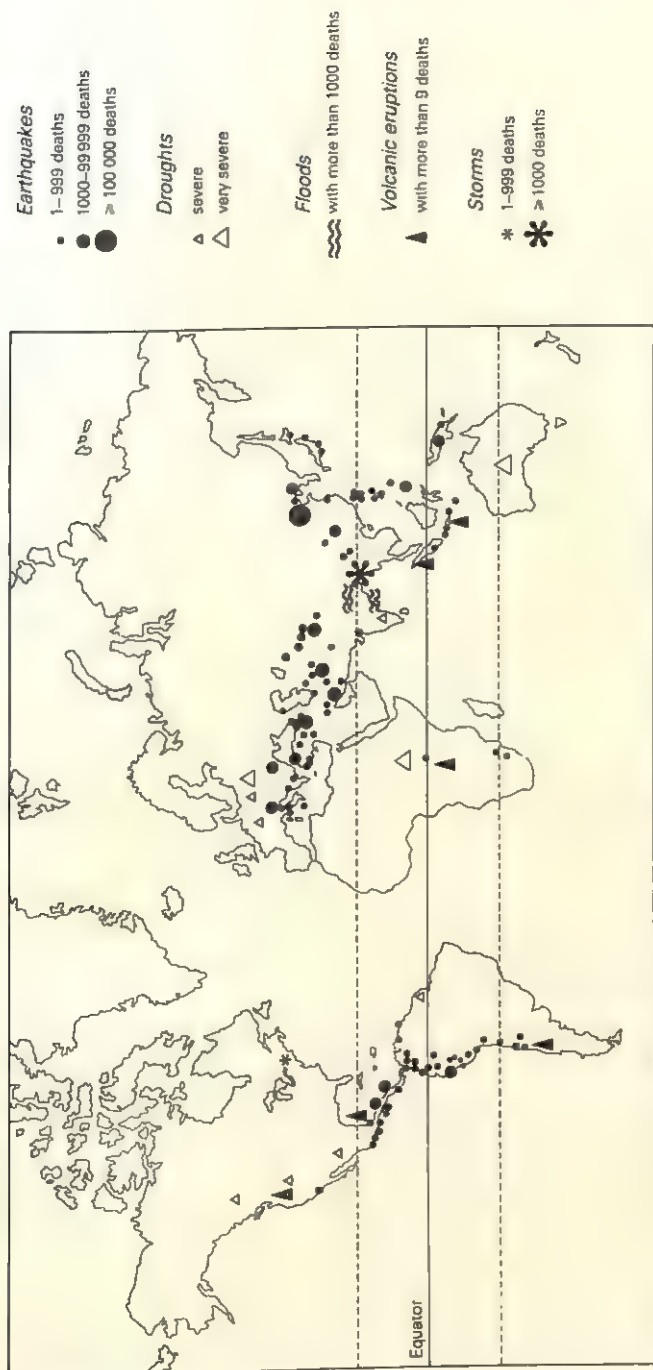 Earthquakes
1–999 deaths
1000–99 999 deaths
≥ 100 000 deaths
Droughts
severe
very severe
Floods
with more than 1000 deaths
Volcanic eruptions
with more than 9 deaths
Storms
1–999 deaths
≥ 1000 deaths
Equator